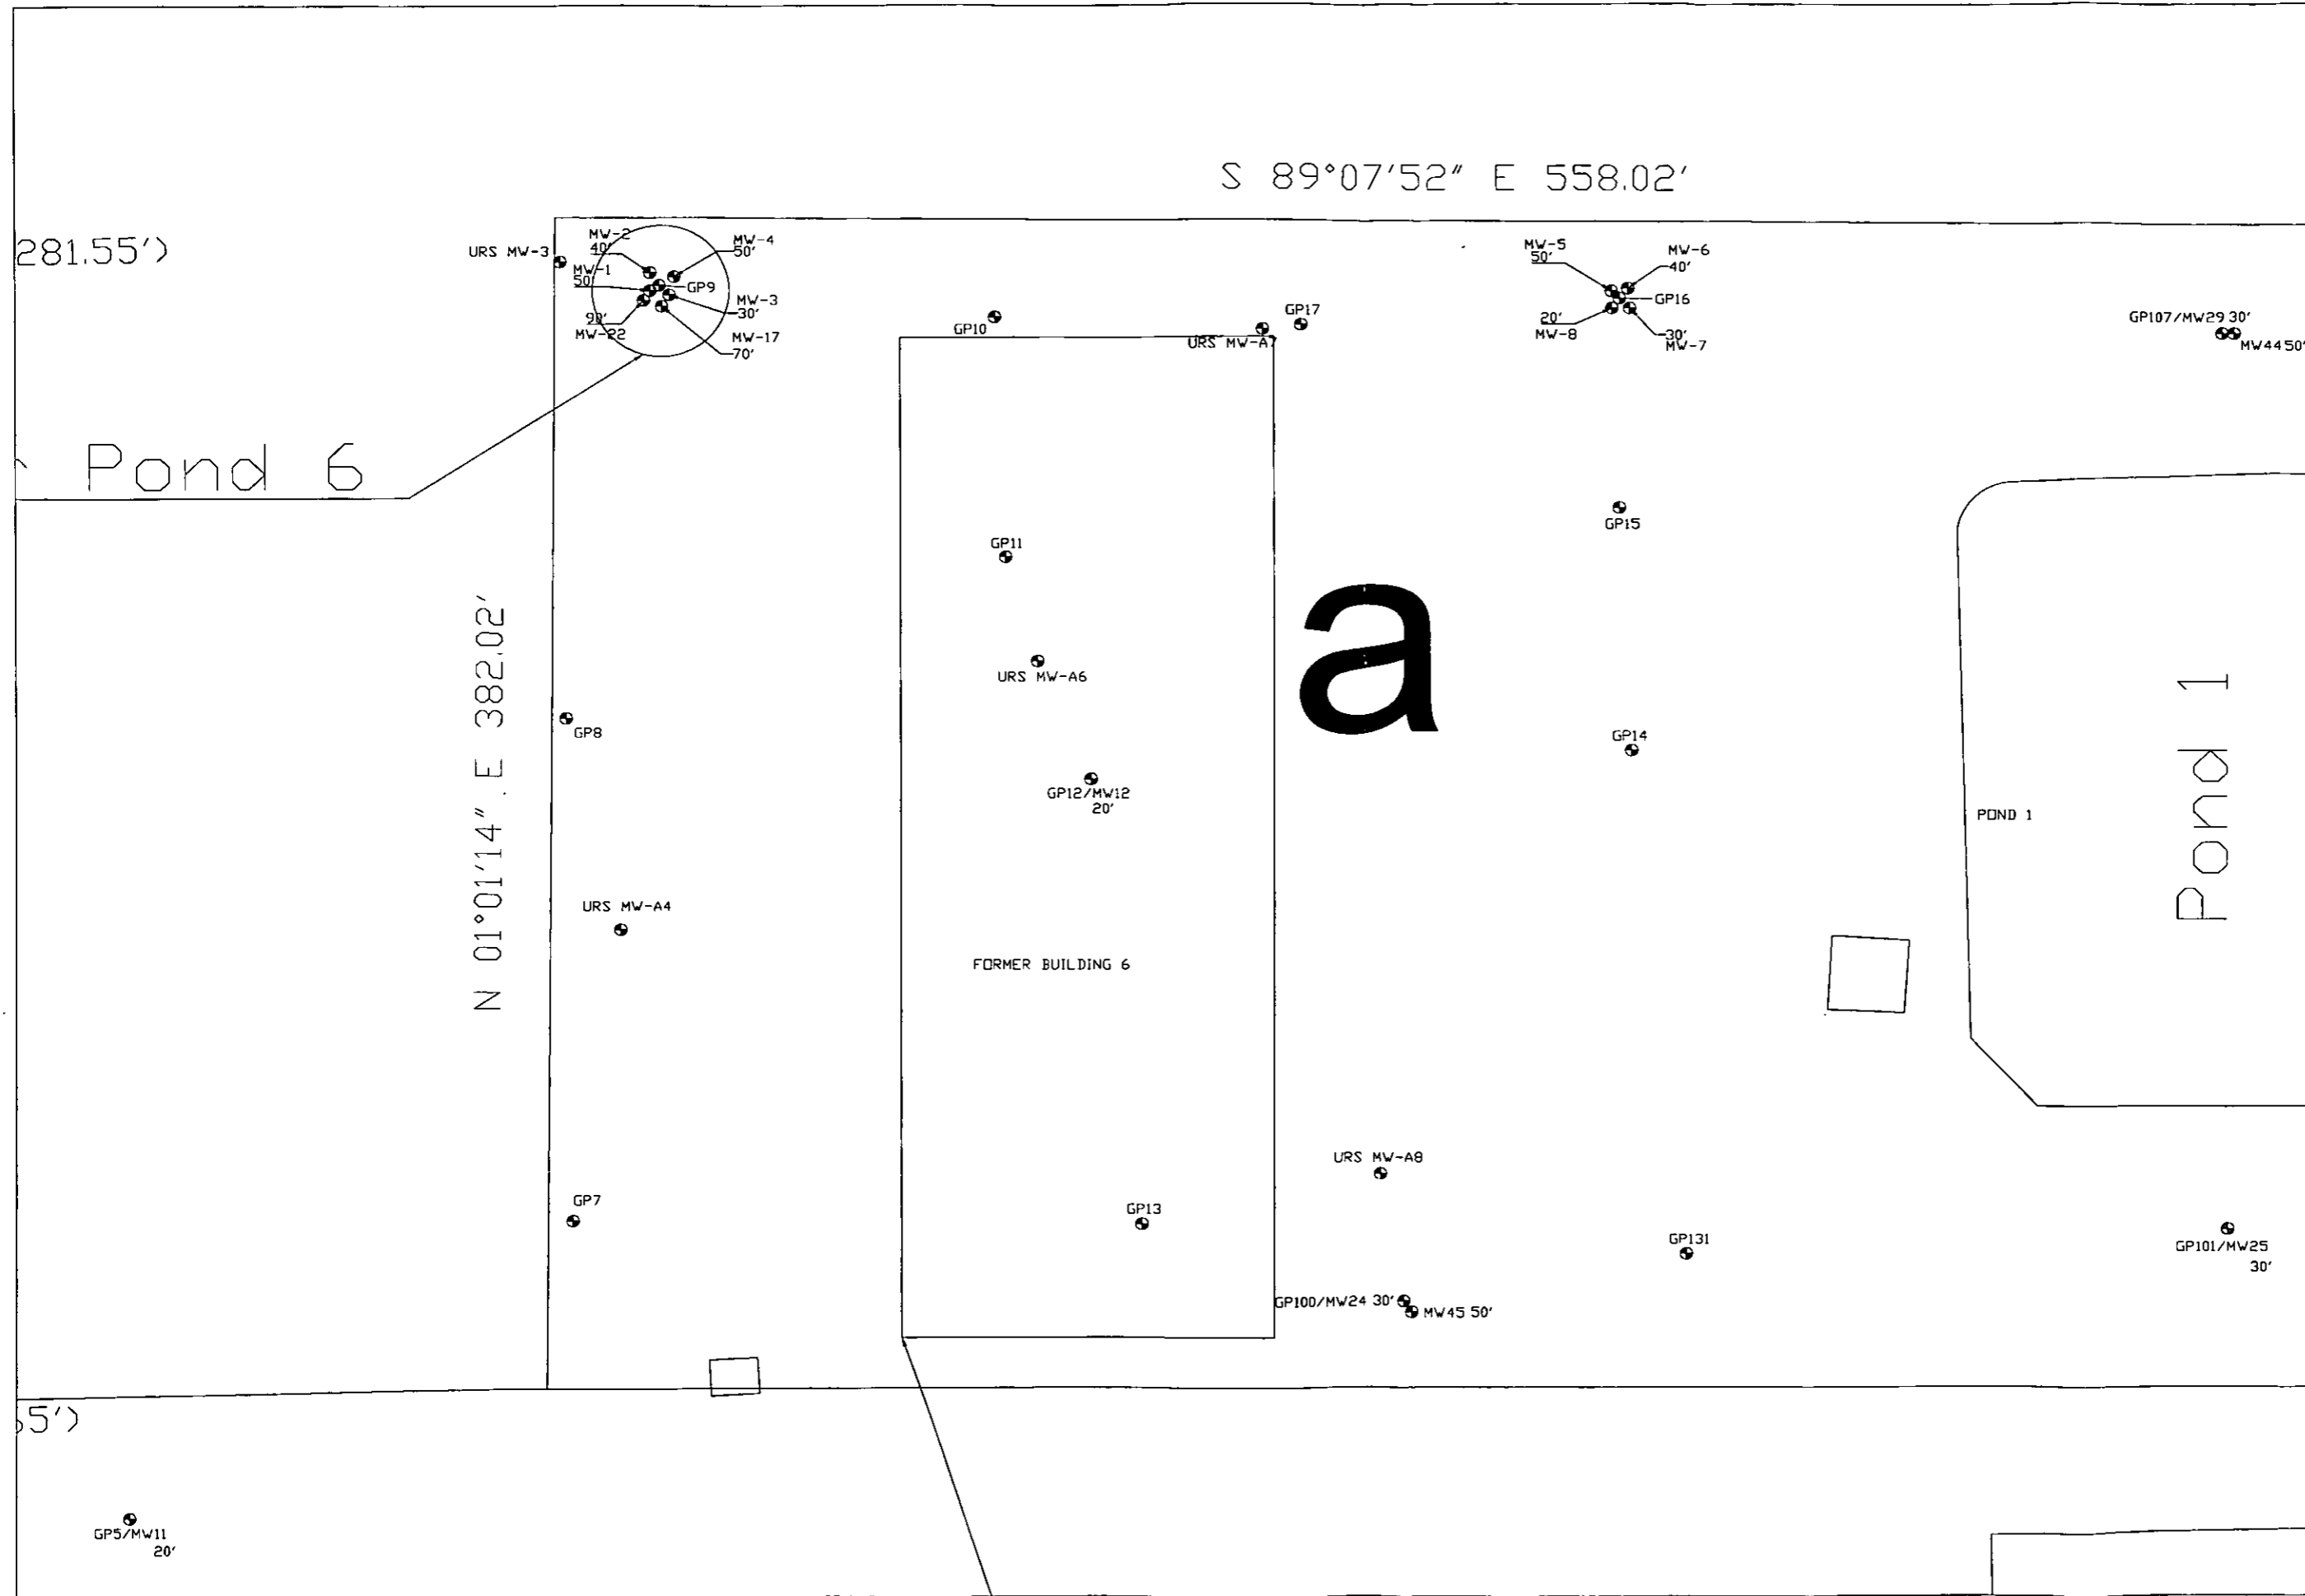 S 89°07'52" E 558.02'
281.55')
URS MW-3
MW-2
40'
MW-4
50'
MW-1
50'
GP9
MW-3
30'
90'
MW-22
MW-17
70'
GP10
URS MW-A7
GP17
MW-5
50'
MW-6
40'
GP16
20'
MW-8
30'
MW-7
GP107/MW29 30'
MW44 50'
Pond 6
GP15
GP11
a
N 01°01'14" E 382.02'
URS MW-A6
GP8
GP14
GP12/MW12
20'
POND 1
Pond 1
URS MW-A4
FORMER BUILDING 6
URS MW-A8
GP7
GP13
GP131
GP101/MW25
30'
GP100/MW24 30'
MW45 50'
55')
GP5/MW11
20'